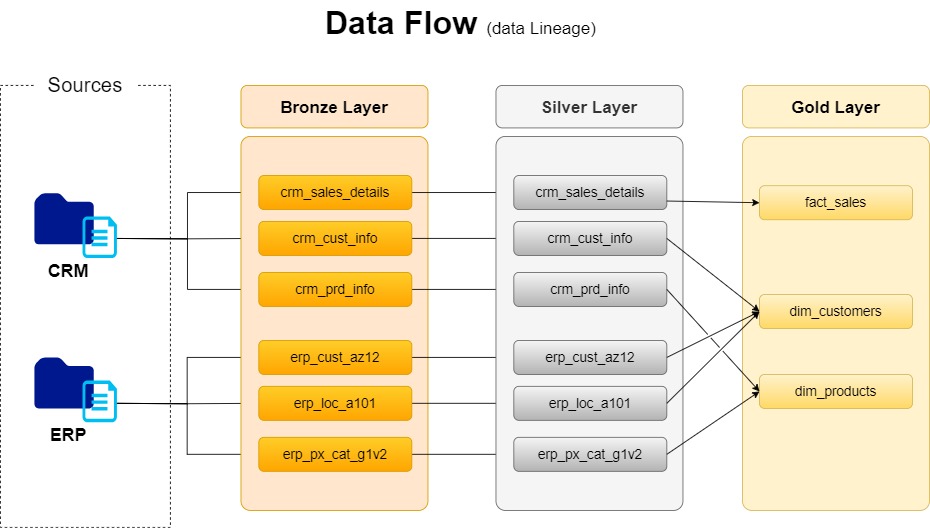 Data Flow (data Lineage)
Sources
CRM
ERP
Bronze Layer
crm_sales_details
crm_cust_info
crm_prd_info
erp_cust_az12
erp_loc_a101
erp_px_cat_g1v2
Silver Layer
crm_sales_details
crm_cust_info
crm_prd_info
erp_cust_az12
erp_loc_a101
erp_px_cat_g1v2
Gold Layer
fact_sales
dim_customers
dim_products